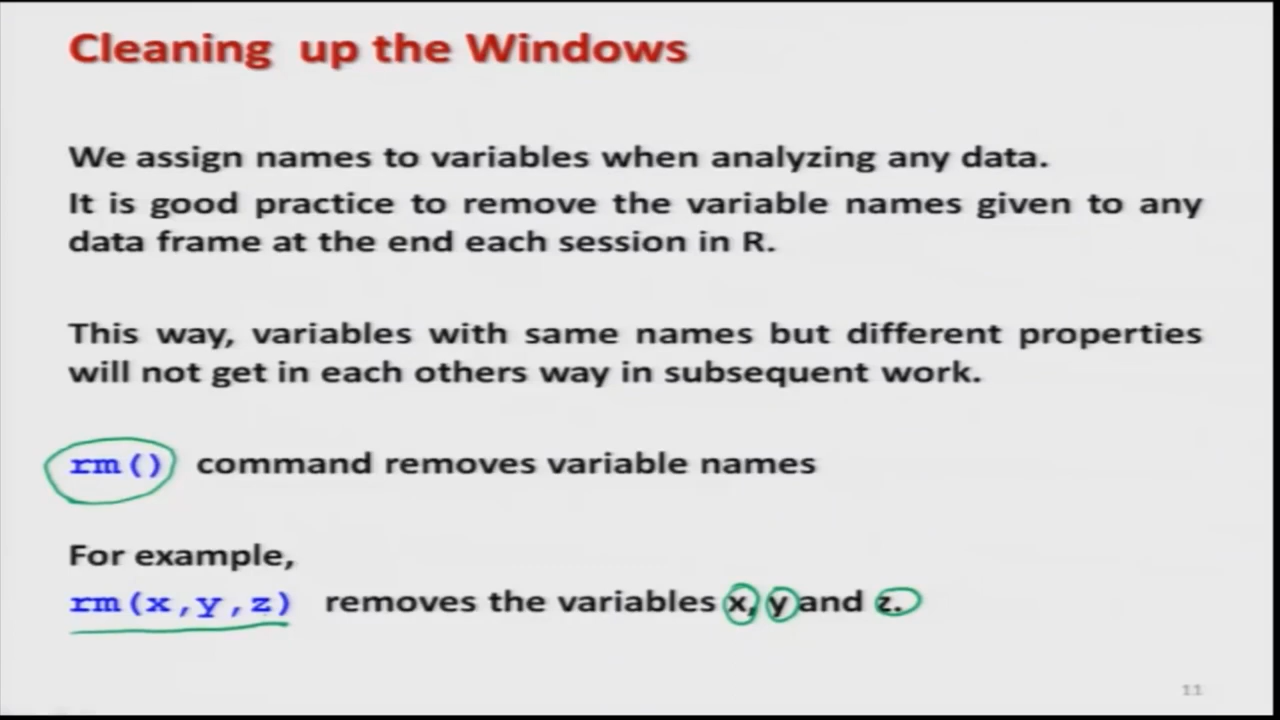 Cleaning up the Windows
We assign names to variables when analyzing any data.
It is good practice to remove the variable names given to any
data frame at the end each session in R.
This way, variables with same names but different properties
will not get in each others way in subsequent work.
rm() command removes variable names
For example,
rm(x,y,z) removes the variables x, y and z.
11